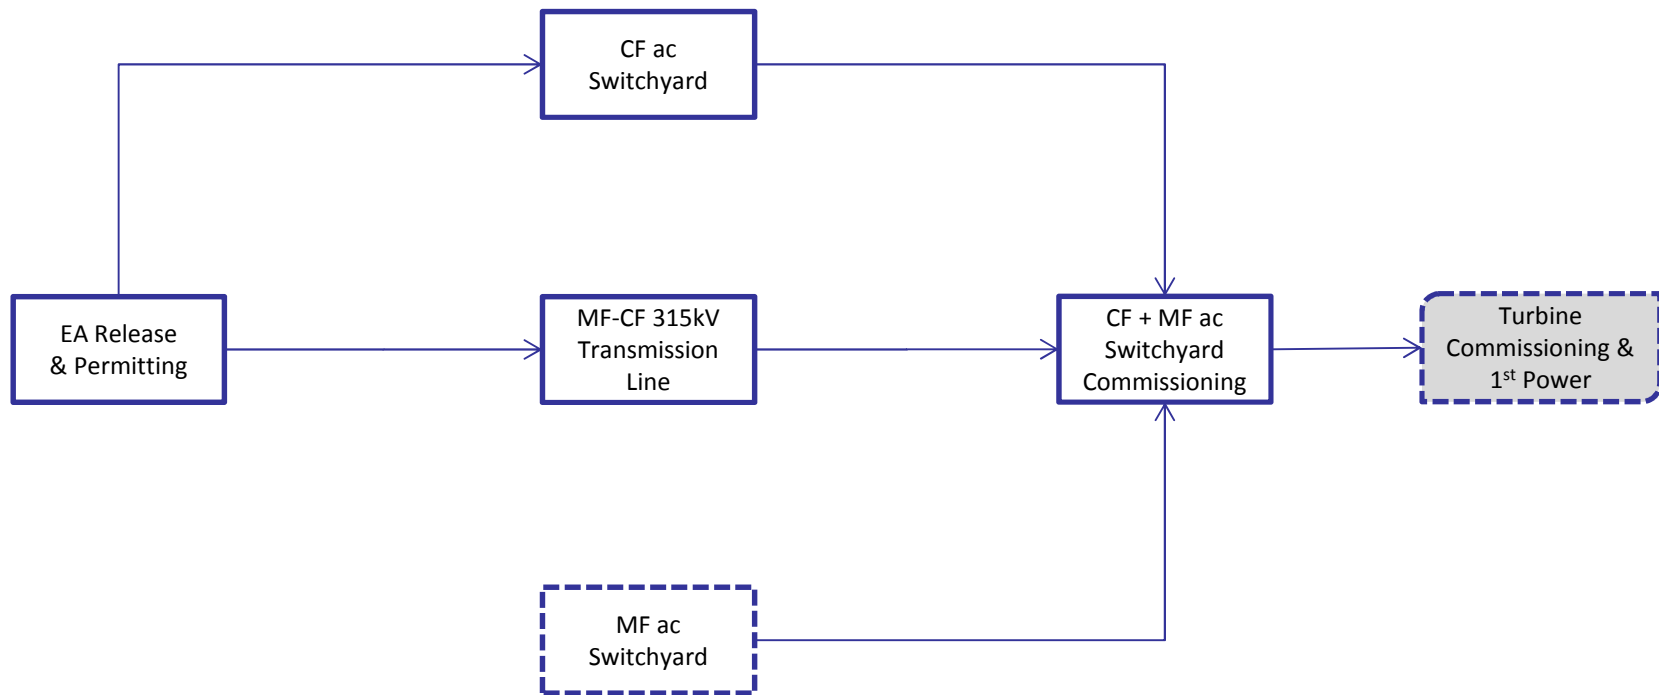 CF ac
Switchyard
EA Release
& Permitting
MF-CF 315kV
Transmission
Line
CF + MF ac
Switchyard
Commissioning
Turbine
Commissioning &
1st Power
MF ac
Switchyard